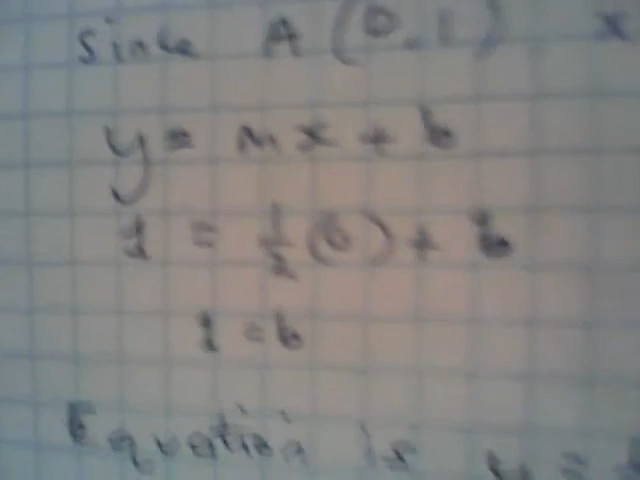 since A(0,1) x
y = mx + b
1 = 1/2 (0) + b
1 = b
Equation is y =